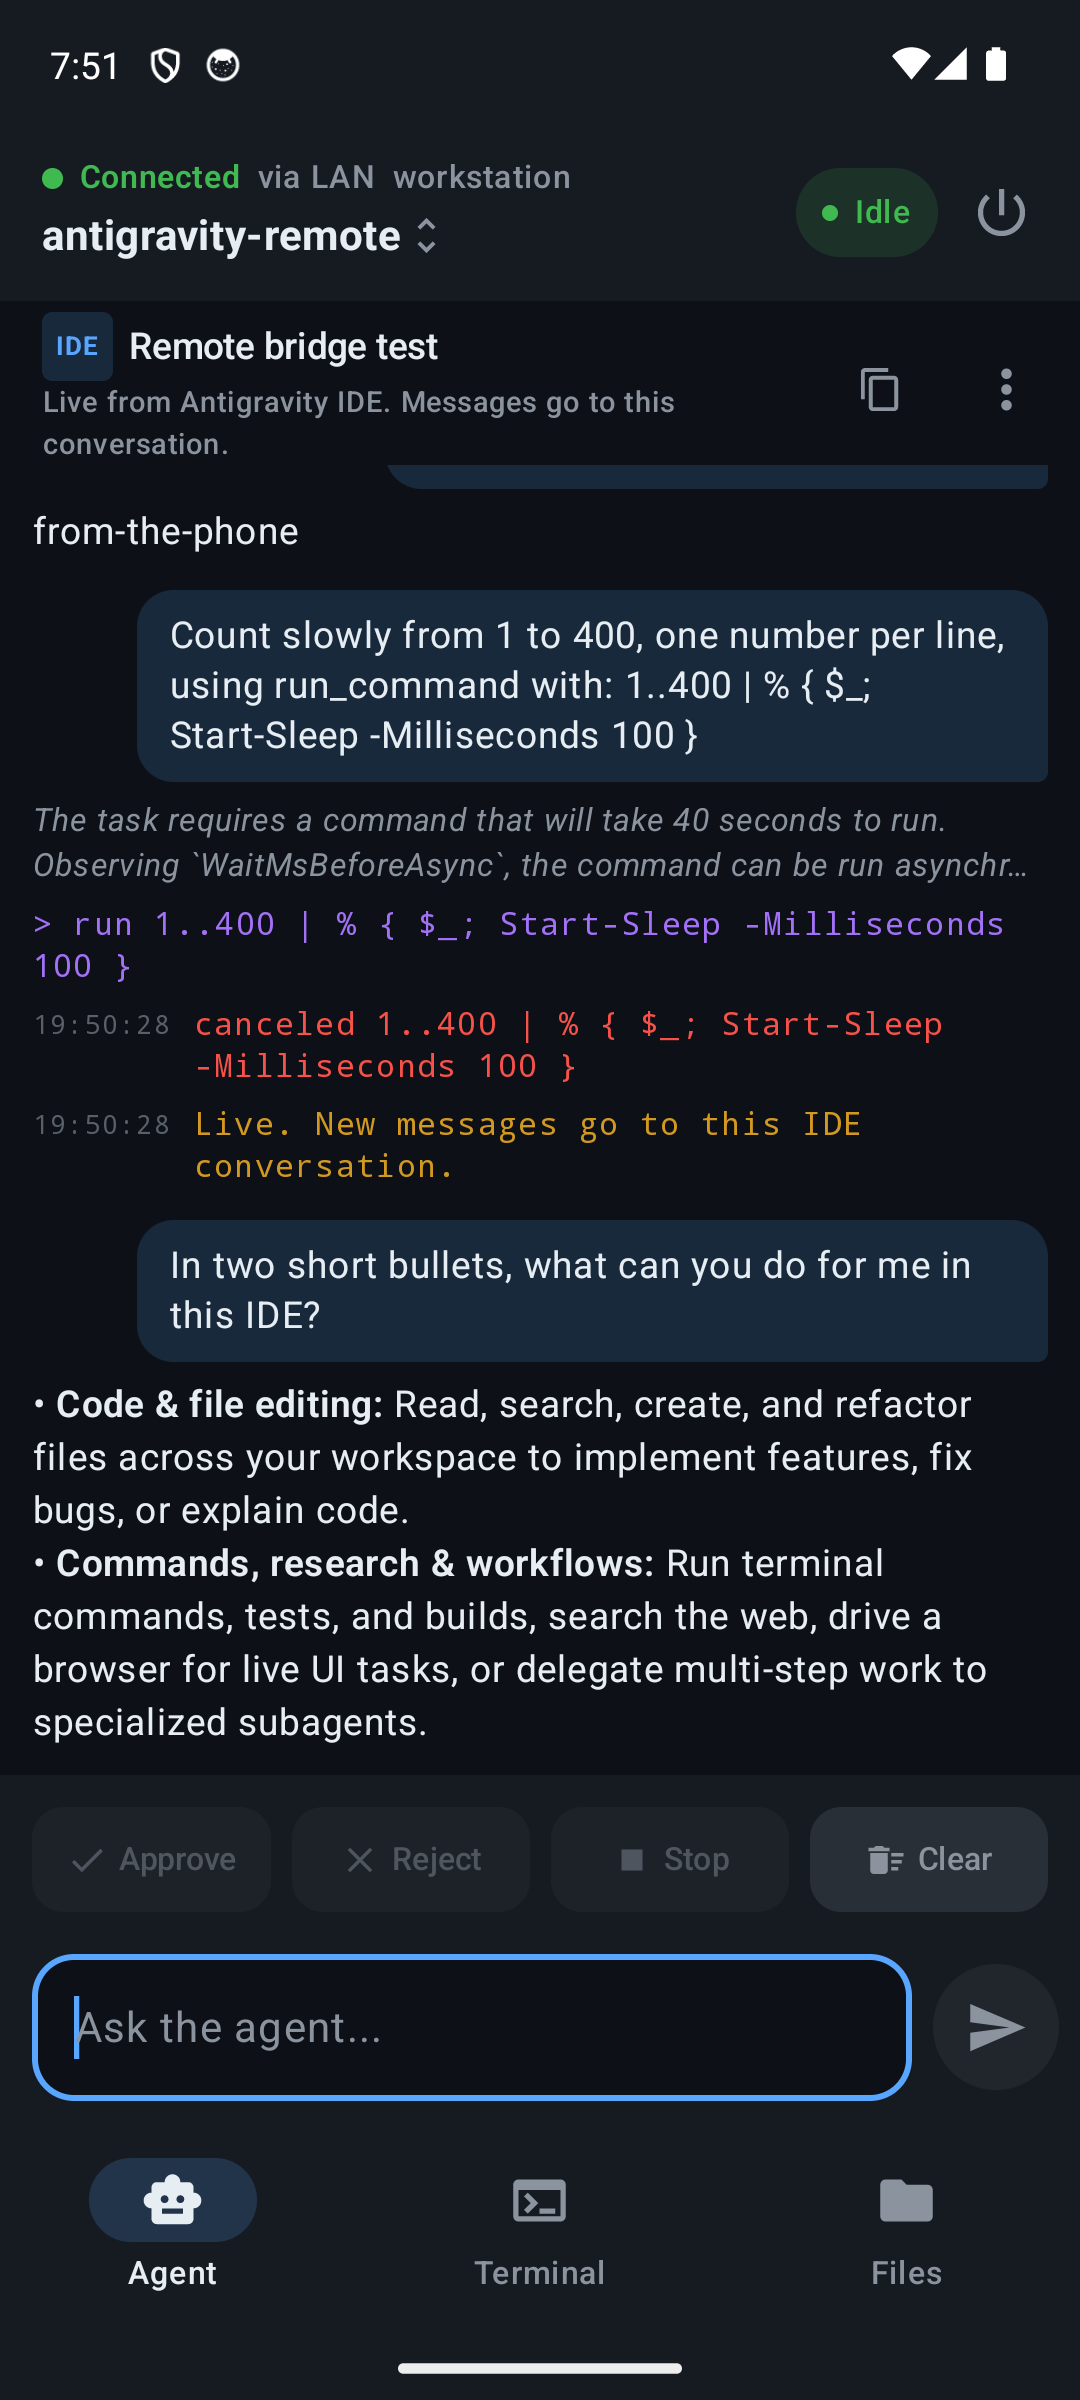 7:51
Connected via LAN workstation
antigravity-remote
Idle
IDE Remote bridge test
Live from Antigravity IDE. Messages go to this
conversation.
from-the-phone
Count slowly from 1 to 400, one number per line,
using run_command with: 1..400 | % { $_;
Start-Sleep -Milliseconds 100 }
The task requires a command that will take 40 seconds to run.
Observing `WaitMsBeforeAsync`, the command can be run asynchr...
> run 1..400 | % { $_; Start-Sleep -Milliseconds
100 }
19:50:28 canceled 1..400 | % { $_; Start-Sleep
-Milliseconds 100 }
19:50:28 Live. New messages go to this IDE
conversation.
In two short bullets, what can you do for me in
this IDE?
• Code & file editing: Read, search, create, and refactor
files across your workspace to implement features, fix
bugs, or explain code.
• Commands, research & workflows: Run terminal
commands, tests, and builds, search the web, drive a
browser for live UI tasks, or delegate multi-step work to
specialized subagents.
Approve Reject Stop Clear
Ask the agent...
Agent Terminal Files